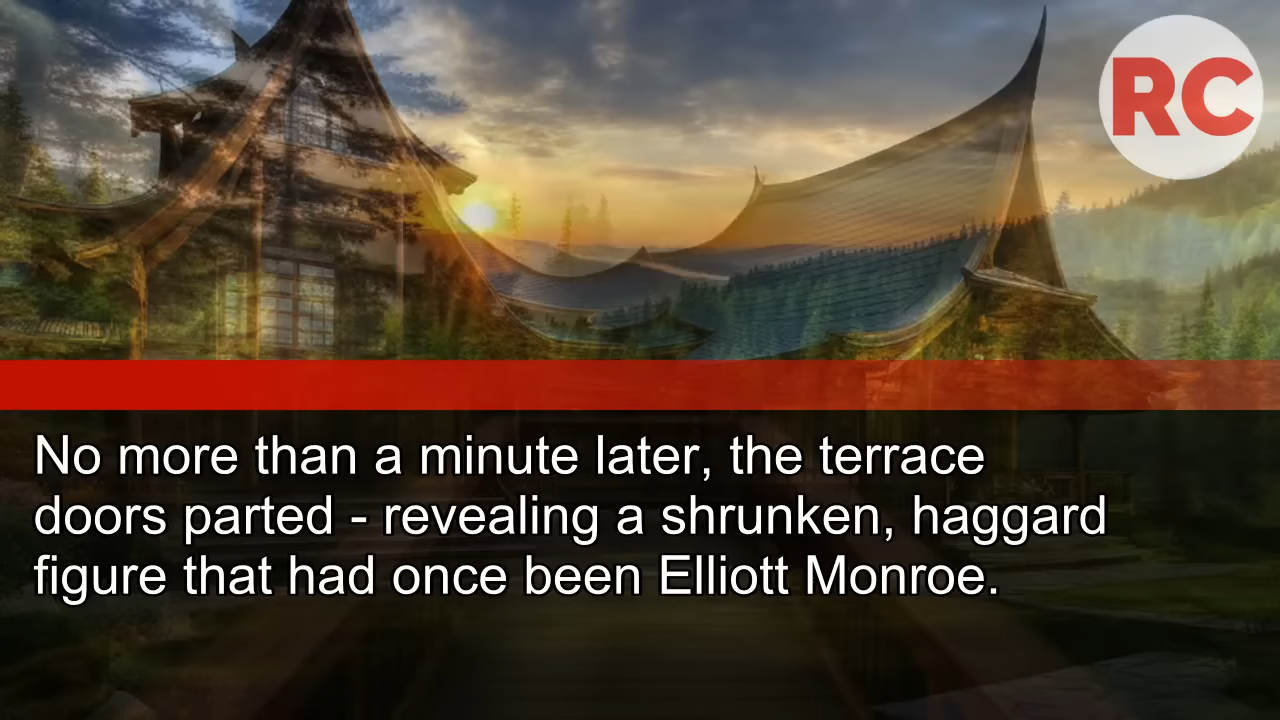 RC
No more than a minute later, the terrace
doors parted - revealing a shrunken, haggard
figure that had once been Elliott Monroe.